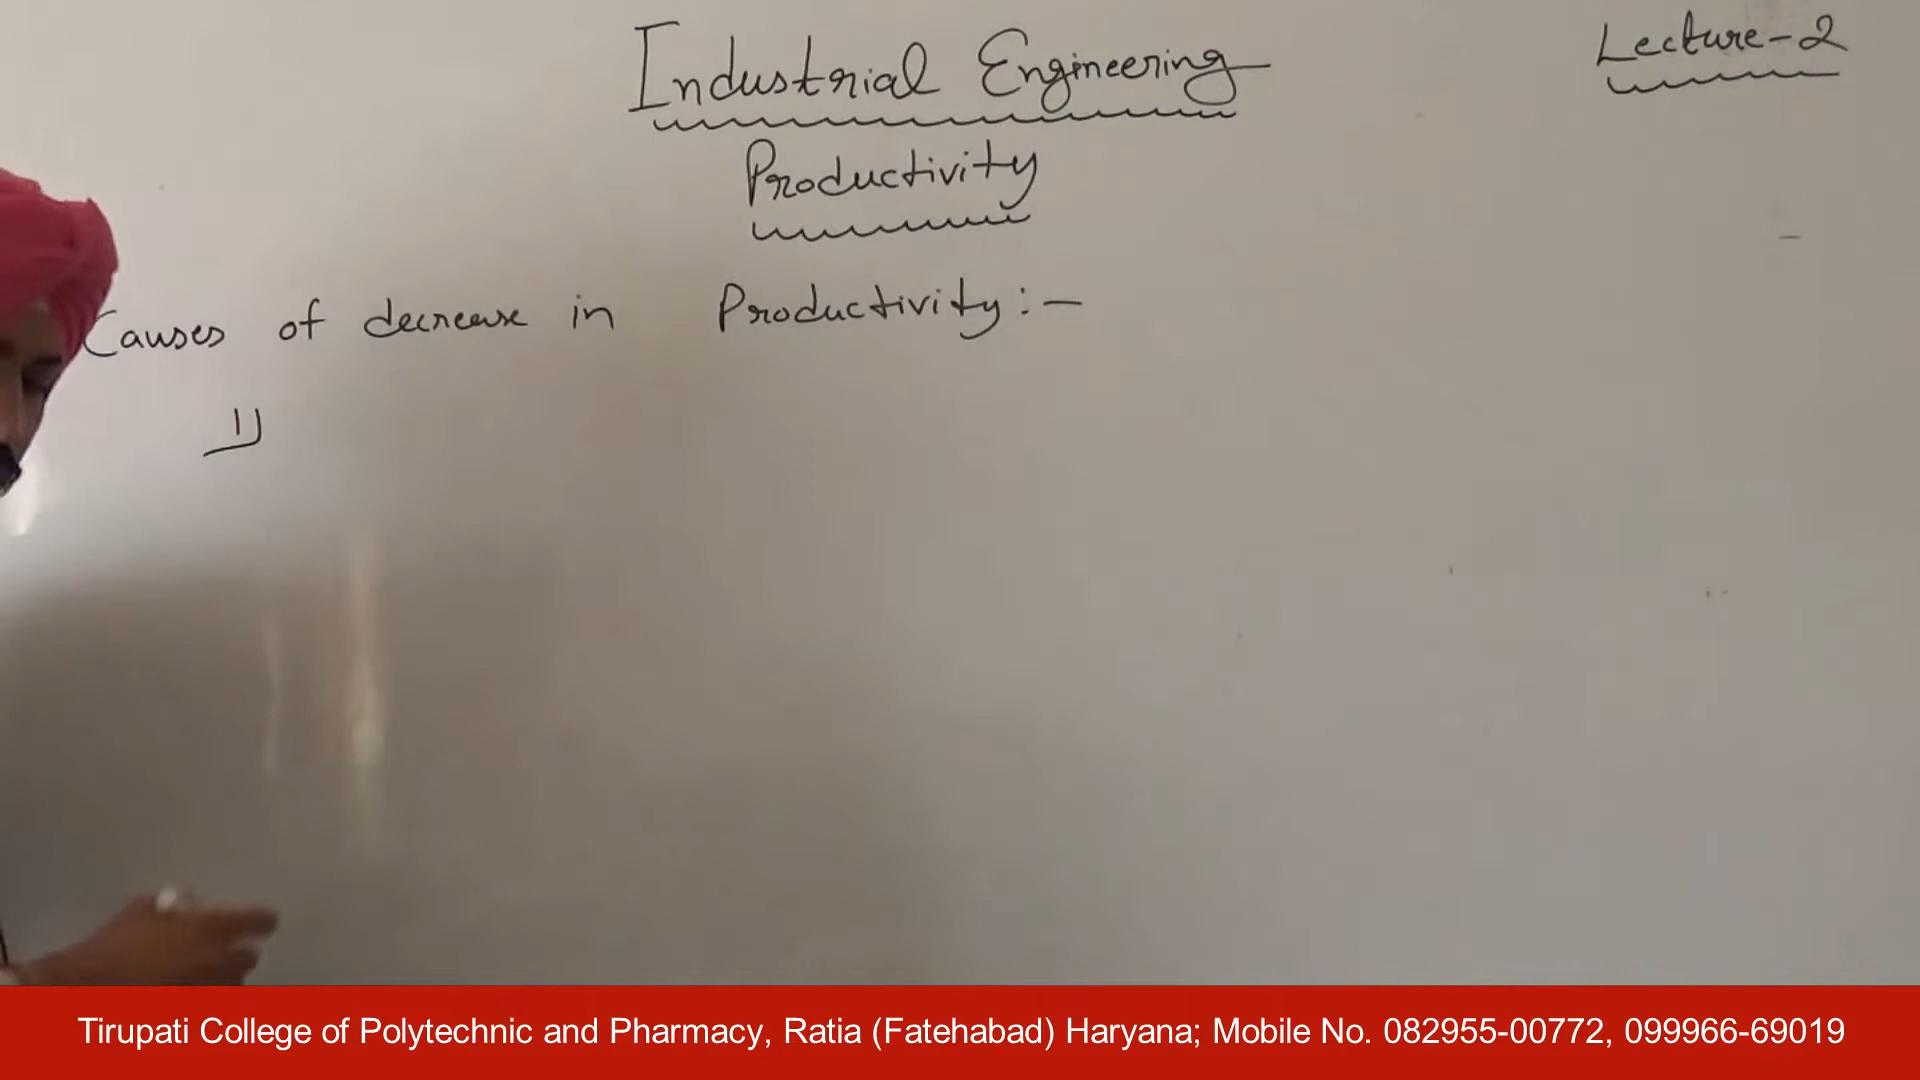 Industrial Engineering
Lecture-2
Productivity
Causes of decrease in Productivity:-
1)
Tirupati College of Polytechnic and Pharmacy, Ratia (Fatehabad) Haryana; Mobile No. 082955-00772, 099966-69019